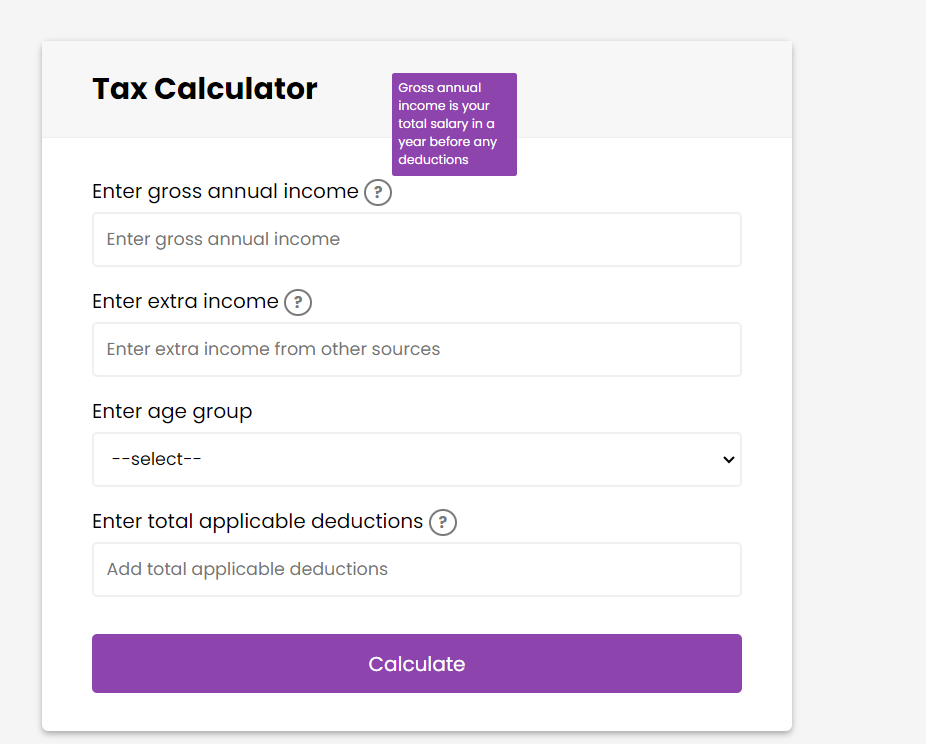 Tax Calculator
Gross annual
income is your
total salary in a
year before any
deductions
Enter gross annual income ?
Enter gross annual income
Enter extra income ?
Enter extra income from other sources
Enter age group
--select--
Enter total applicable deductions ?
Add total applicable deductions
Calculate